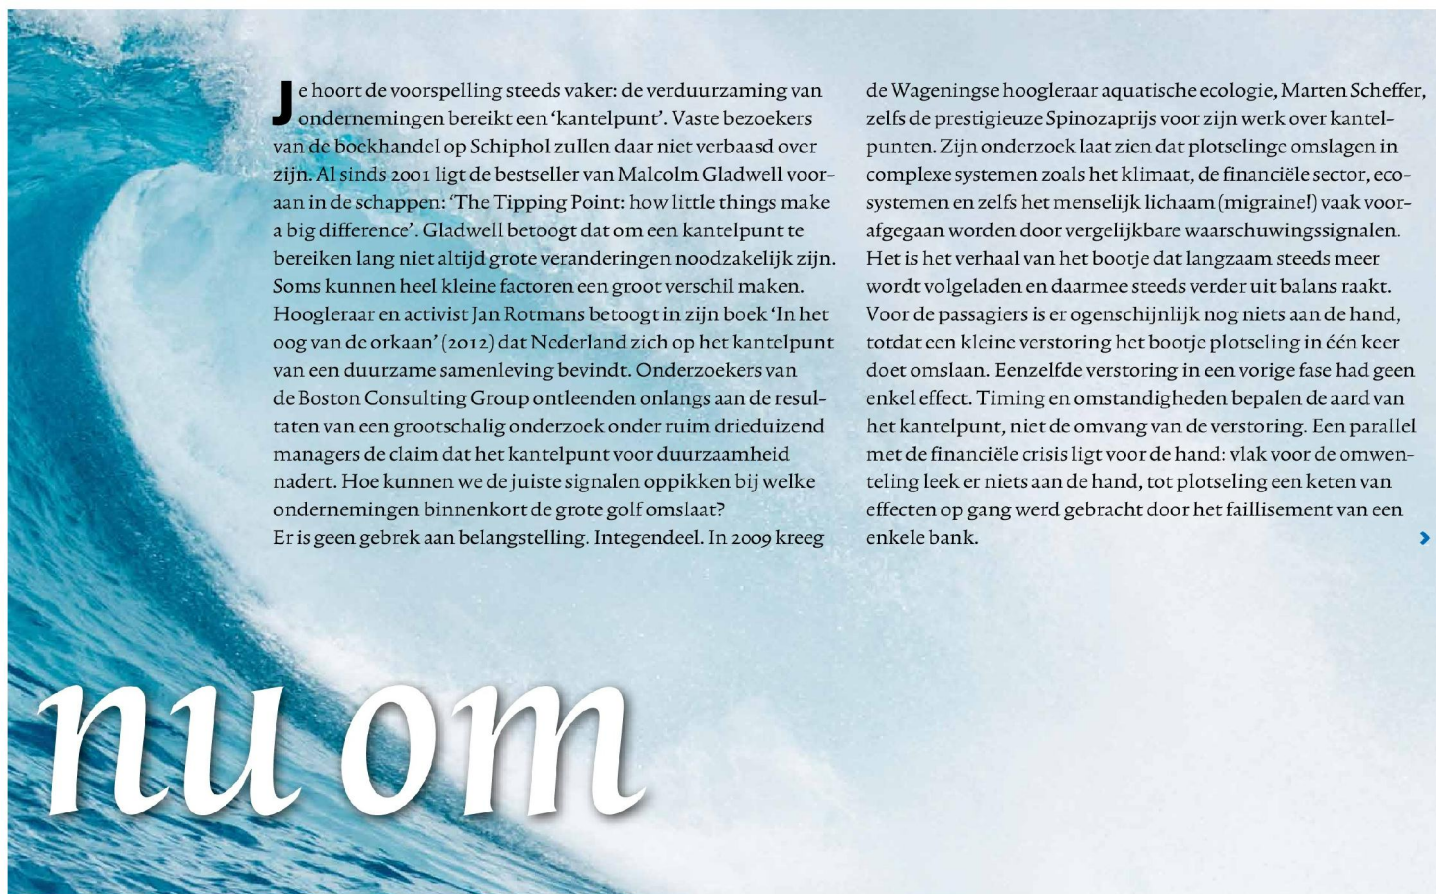 Je hoort de voorspelling steeds vaker: de verduurzaming van
ondernemingen bereikt een ‘kantelpunt’. Vaste bezoekers
van de boekhandel op Schiphol zullen daar niet verbaasd over
zijn. Al sinds 2001 ligt de bestseller van Malcolm Gladwell voor-
aan in de schappen: ‘The Tipping Point: how little things make
a big difference’. Gladwell betoogt dat om een kantelpunt te
bereiken lang niet altijd grote veranderingen noodzakelijk zijn.
Soms kunnen heel kleine factoren een groot verschil maken.
Hoogleraar en activist Jan Rotmans betoogt in zijn boek ‘In het
oog van de orkaan’ (2012) dat Nederland zich op het kantelpunt
van een duurzame samenleving bevindt. Onderzoekers van
de Boston Consulting Group ontleenden onlangs aan de resul-
taten van een grootschalig onderzoek onder ruim drieduizend
managers de claim dat het kantelpunt voor duurzaamheid
nadert. Hoe kunnen we de juiste signalen oppikken bij welke
ondernemingen binnenkort de grote golf omslaat?
Er is geen gebrek aan belangstelling. Integendeel. In 2009 kreeg
de Wageningse hoogleraar aquatische ecologie, Marten Scheffer,
zelfs de prestigieuze Spinozaprijs voor zijn werk over kantel-
punten. Zijn onderzoek laat zien dat plotselinge omslagen in
complexe systemen zoals het klimaat, de financiële sector, eco-
systemen en zelfs het menselijk lichaam (migraine!) vaak voor-
afgegaan worden door vergelijkbare waarschuwingssignalen.
Het is het verhaal van het bootje dat langzaam steeds meer
wordt volgeladen en daarmee steeds verder uit balans raakt.
Voor de passagiers is er ogenschijnlijk nog niets aan de hand,
totdat een kleine verstoring het bootje plotseling in één keer
doet omslaan. Eenzelfde verstoring in een vorige fase had geen
enkel effect. Timing en omstandigheden bepalen de aard van
het kantelpunt, niet de omvang van de verstoring. Een parallel
met de financiële crisis ligt voor de hand: vlak voor de omwen-
teling leek er niets aan de hand, tot plotseling een keten van
effecten op gang werd gebracht door het faillisement van een
enkele bank.
nu om